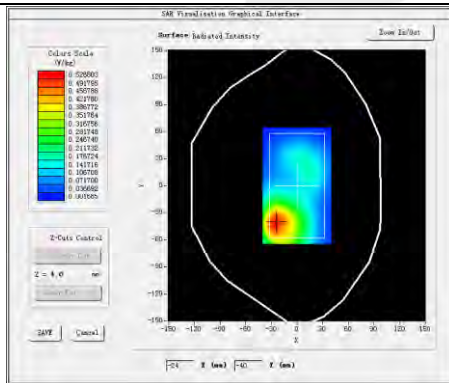 SAR Visualisation Graphical Interface
Surface Radiated Intensity
Zoom In/Out
Colors Scale
(W/kg)
0.526803
0.491795
0.456788
0.421780
0.386772
0.351764
0.316756
0.281748
0.246740
0.211732
0.176724
0.141716
0.106708
0.071700
0.036692
0.001685
Z-Cuts Control
Z = 4.0 mm
SAVE
Cancel
150-
120-
90-
60-
30-
0-
-30-
-60-
-90-
-120-
-150-
Y
-150 -120 -90 -60 -30 0 30 60 90 120 150
X
-24 X (mm) -40 Y (mm)